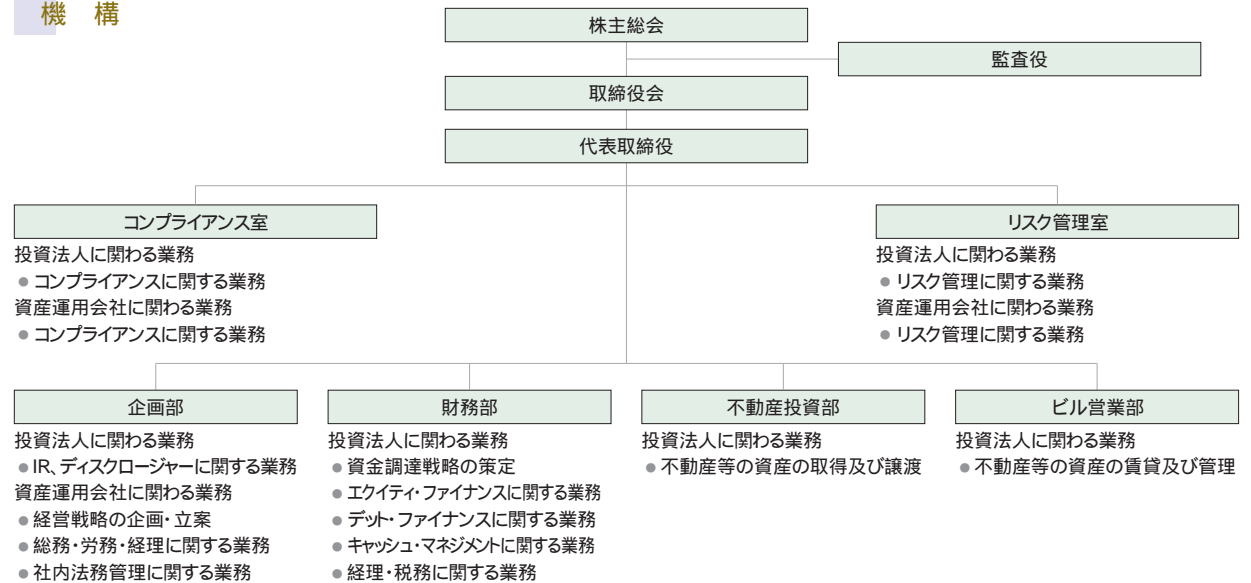 機 構
株主総会
監査役
取締役会
代表取締役
コンプライアンス室
投資法人に関わる業務
● コンプライアンスに関する業務
資産運用会社に関わる業務
● コンプライアンスに関する業務
リスク管理室
投資法人に関わる業務
● リスク管理に関する業務
資産運用会社に関わる業務
● リスク管理に関する業務
企画部
投資法人に関わる業務
● IR、ディスクロージャーに関する業務
資産運用会社に関わる業務
● 経営戦略の企画・立案
● 総務・労務・経理に関する業務
● 社内法務管理に関する業務
財務部
投資法人に関わる業務
● 資金調達戦略の策定
● エクイティ・ファイナンスに関する業務
● デット・ファイナンスに関する業務
● キャッシュ・マネジメントに関する業務
● 経理・税務に関する業務
不動産投資部
投資法人に関わる業務
● 不動産等の資産の取得及び譲渡
ビル営業部
投資法人に関わる業務
● 不動産等の資産の賃貸及び管理